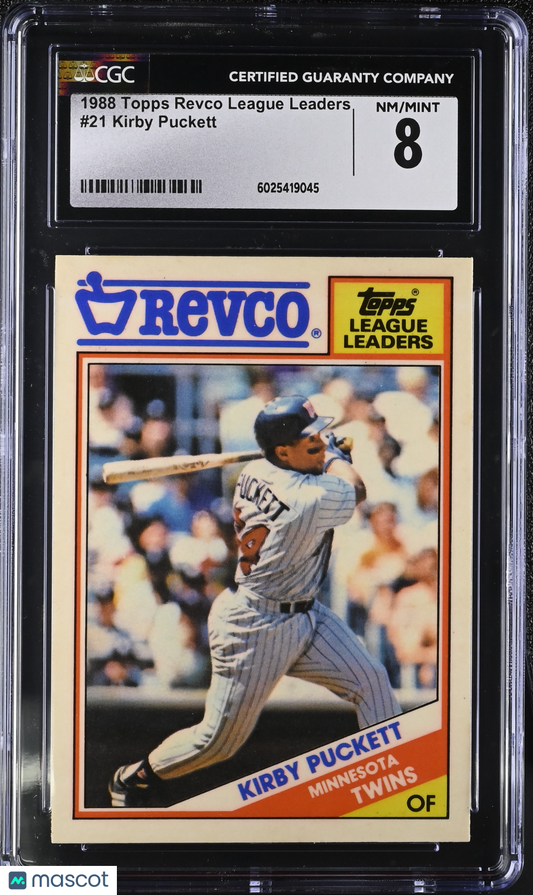 CGC
CERTIFIED GUARANTY COMPANY
1988 Topps Revco League Leaders
#21 Kirby Puckett
NM/MINT
8
6025419045
REVCO®
Topps®
LEAGUE
LEADERS
PUCKETT
KIRBY PUCKETT
MINNESOTA
TWINS
OF
mascot